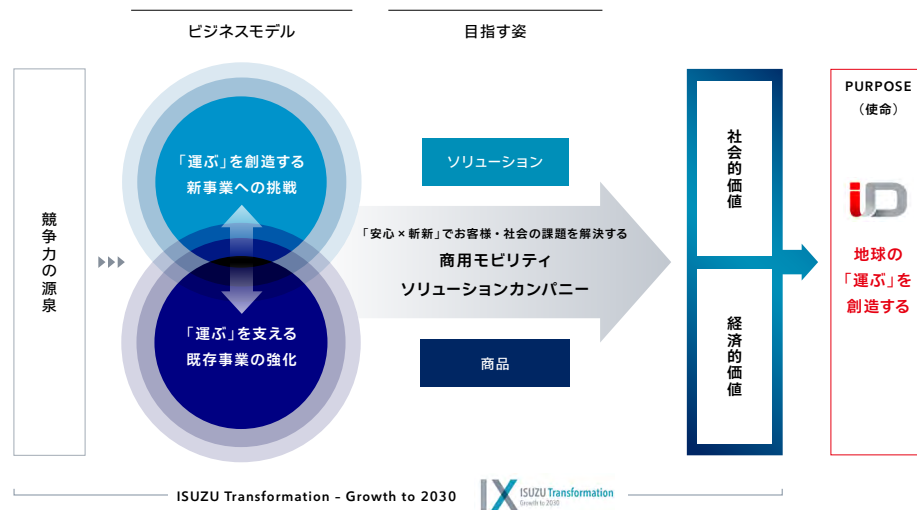 ビジネスモデル
目指す姿
競争力の源泉
「運ぶ」を創造する
新事業への挑戦
「運ぶ」を支える
既存事業の強化
ソリューション
「安心×斬新」でお客様・社会の課題を解決する
商用モビリティ
ソリューションカンパニー
商品
社会的価値
経済的価値
PURPOSE
（使命）
iD
地球の
「運ぶ」を
創造する
ISUZU Transformation - Growth to 2030
IX
ISUZU Transformation
Growth to 2030